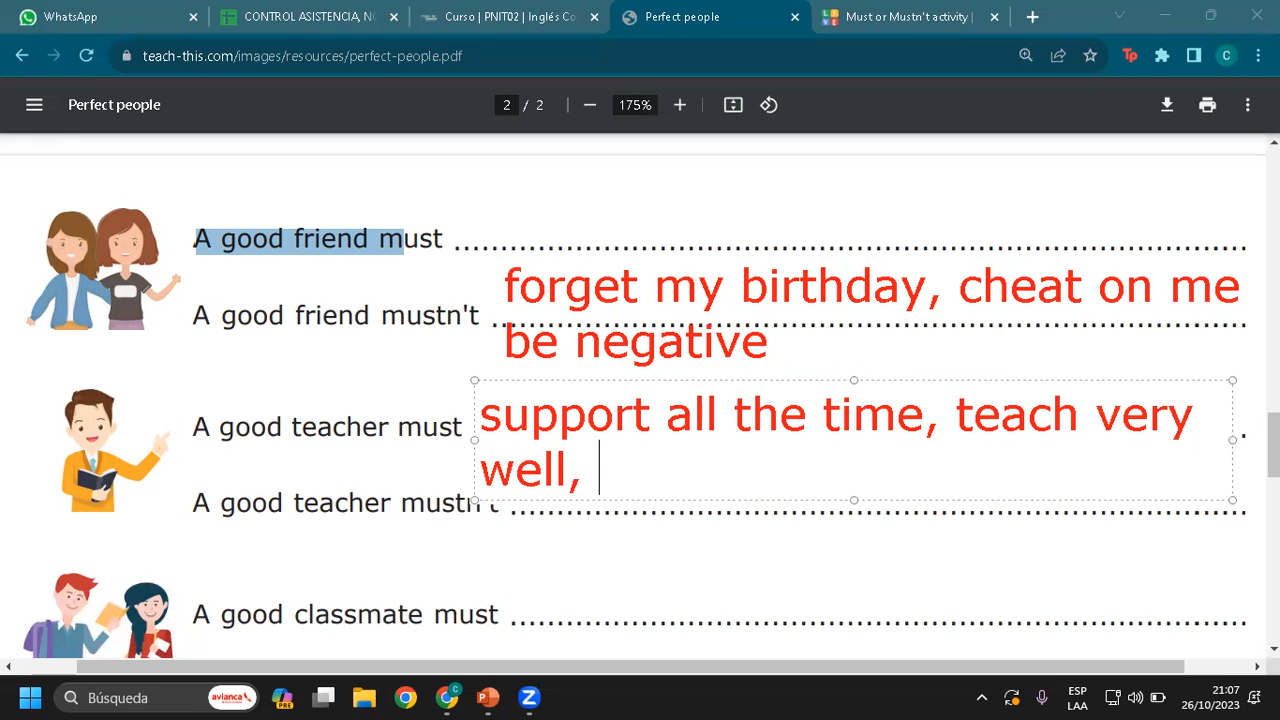 WhatsApp
CONTROL ASISTENCIA, NO
Curso | PNIT02 | Inglés Co
Perfect people
Must or Mustn't activity |
teach-this.com/images/resources/perfect-people.pdf
Perfect people
2 / 2
175%
A good friend must ................................................
forget my birthday, cheat on me
A good friend mustn't ................................................
be negative
support all the time, teach very
A good teacher must
well,
A good teacher mustn't ................................................
A good classmate must ................................................
Búsqueda
avianca
PRE
ESP
LAA
21:07
26/10/2023